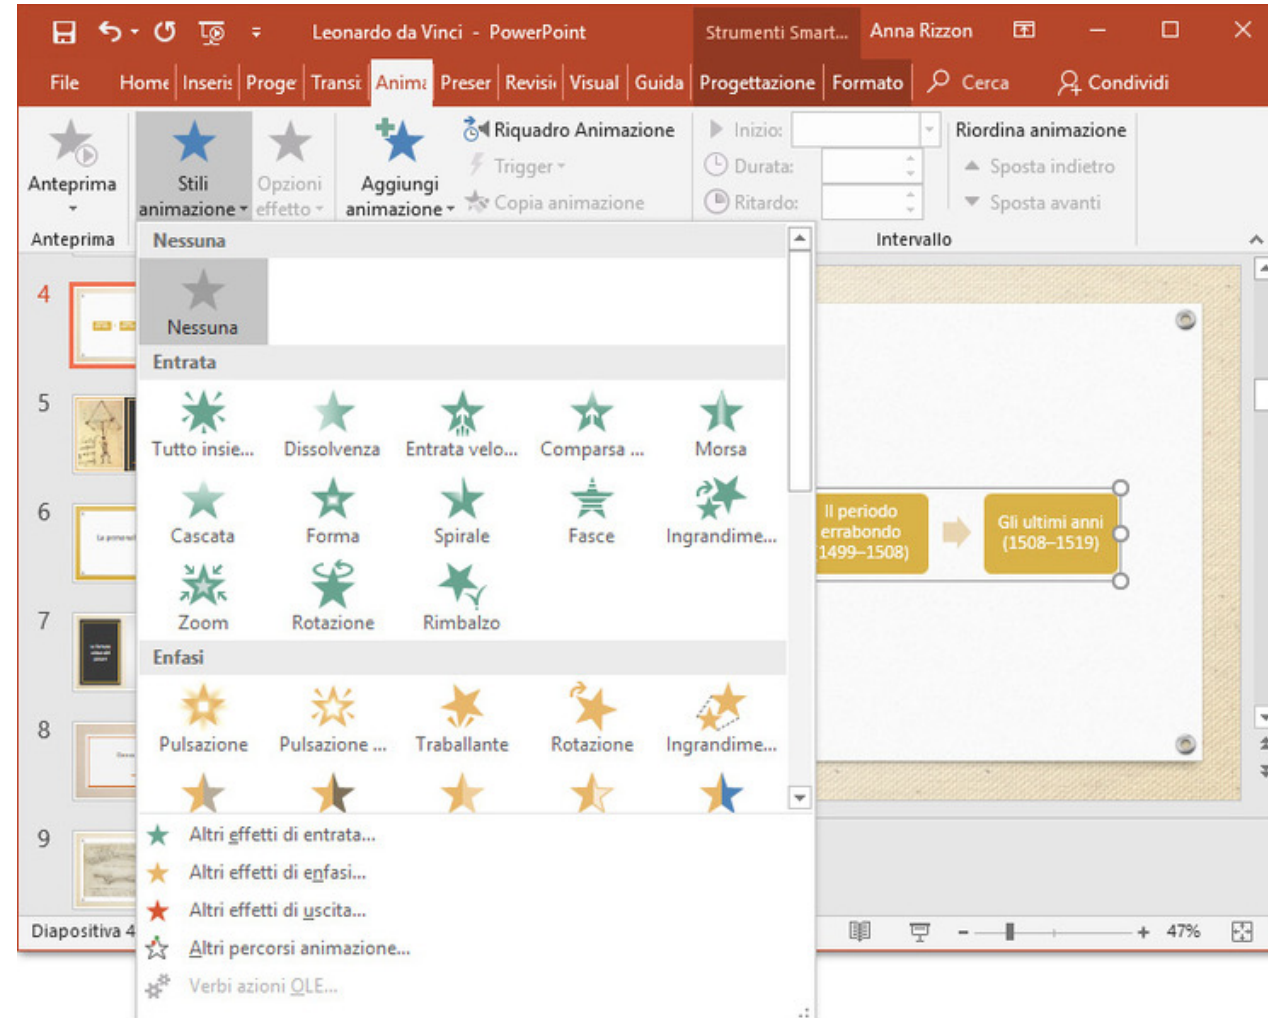 Leonardo da Vinci - PowerPoint
Strumenti Smart...
Anna Rizzon
File
Home
Inseris
Proge
Transi
Anima
Preser
Revisi
Visual
Guida
Progettazione
Formato
Cerca
Condividi
Anteprima
Stili
animazione
Opzioni
effetto
Aggiungi
animazione
Riquadro Animazione
Trigger
Copia animazione
Inizio:
Durata:
Ritardo:
Riordina animazione
Sposta indietro
Sposta avanti
Anteprima
Intervallo
Nessuna
Nessuna
Entrata
Tutto insie...
Dissolvenza
Entrata velo...
Comparsa ...
Morsa
Cascata
Forma
Spirale
Fasce
Ingrandime...
Zoom
Rotazione
Rimbalzo
Enfasi
Pulsazione
Pulsazione ...
Traballante
Rotazione
Ingrandime...
Altri effetti di entrata...
Altri effetti di enfasi...
Altri effetti di uscita...
Altri percorsi animazione...
Verbi azioni OLE...
4
5
6
7
8
9
Il periodo
errabondo
1499–1508)
Gli ultimi anni
(1508–1519)
Diapositiva 4
47%